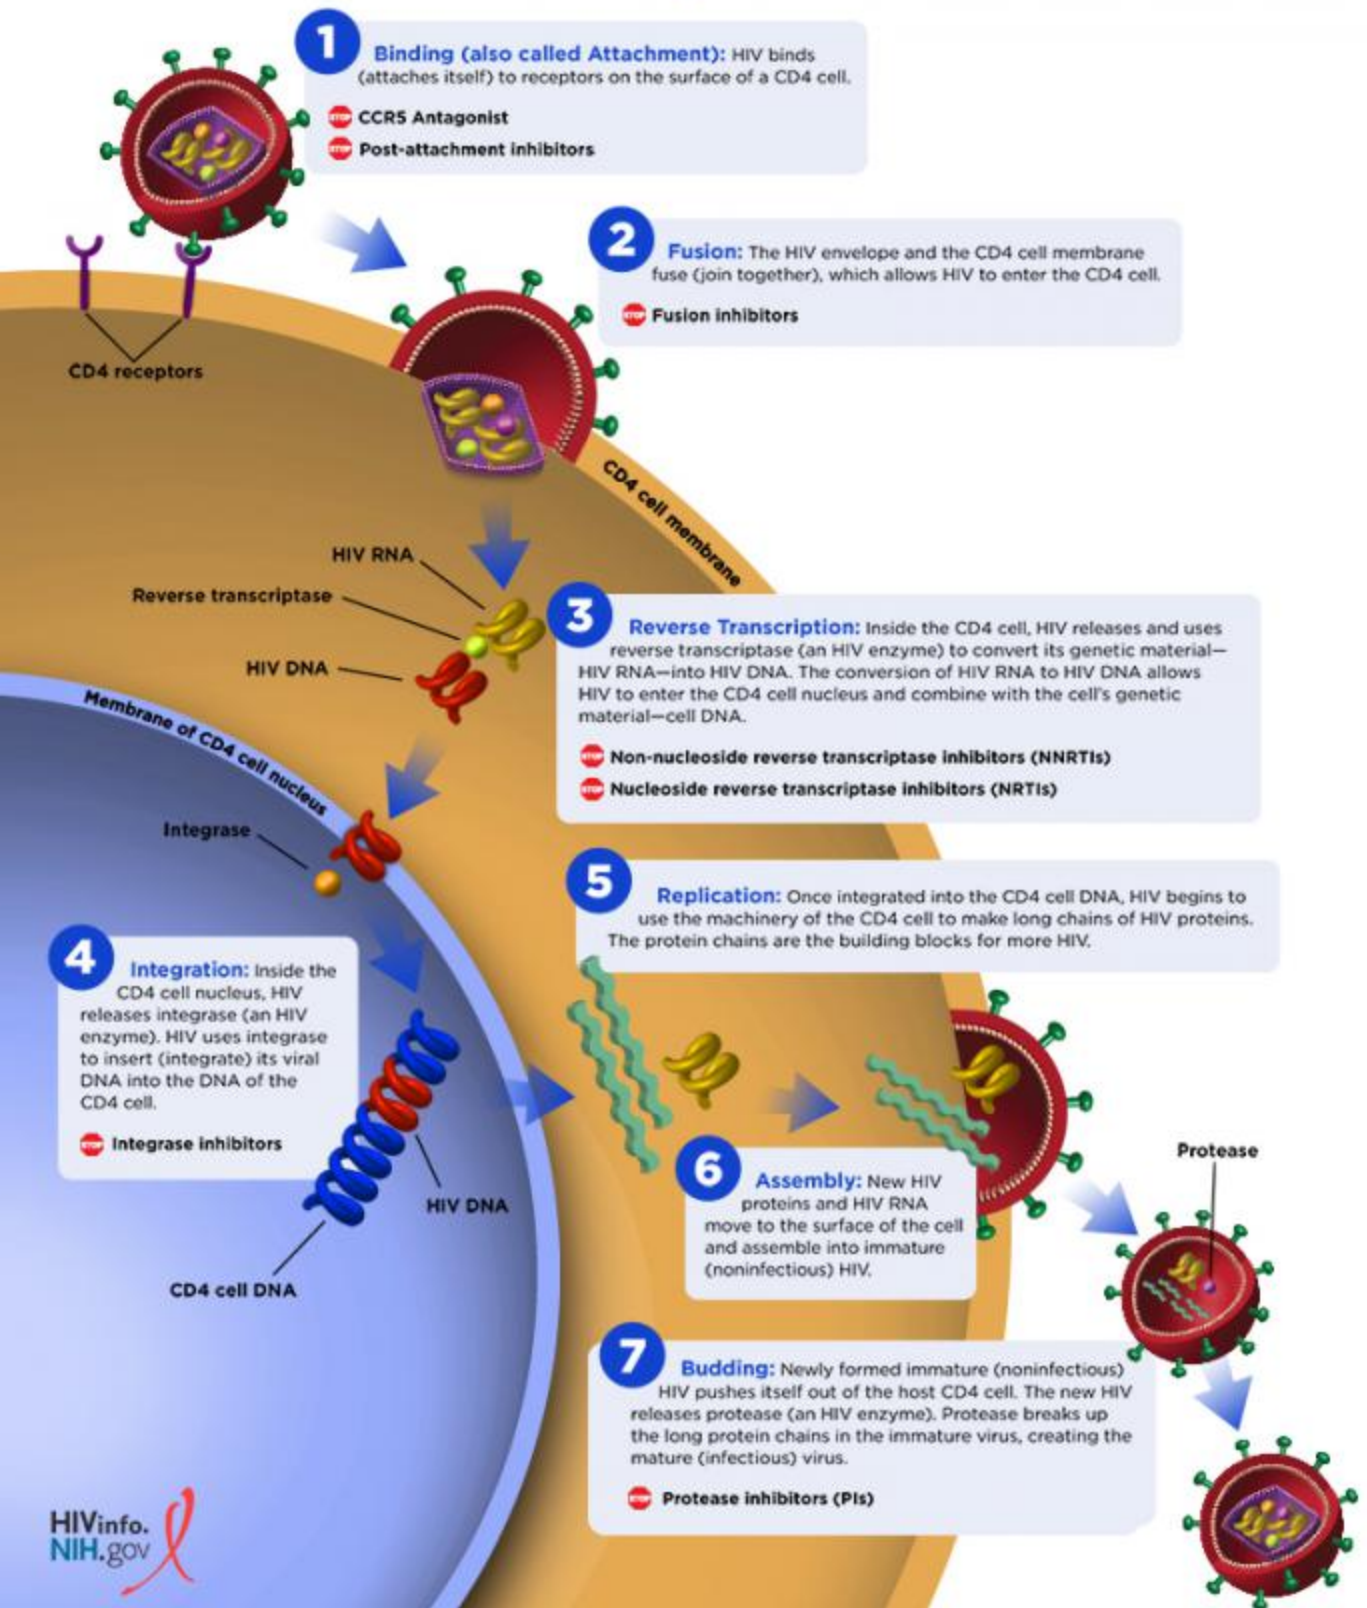 1
Binding (also called Attachment): HIV binds
(attaches itself) to receptors on the surface of a CD4 cell.
STOP CCR5 Antagonist
STOP Post-attachment inhibitors
2
Fusion: The HIV envelope and the CD4 cell membrane
fuse (join together), which allows HIV to enter the CD4 cell.
STOP Fusion inhibitors
CD4 receptors
CD4 cell membrane
HIV RNA
Reverse transcriptase
HIV DNA
3
Reverse Transcription: Inside the CD4 cell, HIV releases and uses
reverse transcriptase (an HIV enzyme) to convert its genetic material—
HIV RNA—into HIV DNA. The conversion of HIV RNA to HIV DNA allows
HIV to enter the CD4 cell nucleus and combine with the cell's genetic
material—cell DNA.
STOP Non-nucleoside reverse transcriptase inhibitors (NNRTIs)
STOP Nucleoside reverse transcriptase inhibitors (NRTIs)
Membrane of CD4 cell nucleus
Integrase
4
Integration: Inside the
CD4 cell nucleus, HIV
releases integrase (an HIV
enzyme). HIV uses integrase
to insert (integrate) its viral
DNA into the DNA of the
CD4 cell.
STOP Integrase inhibitors
HIV DNA
CD4 cell DNA
5
Replication: Once integrated into the CD4 cell DNA, HIV begins to
use the machinery of the CD4 cell to make long chains of HIV proteins.
The protein chains are the building blocks for more HIV.
6
Assembly: New HIV
proteins and HIV RNA
move to the surface of the cell
and assemble into immature
(noninfectious) HIV.
Protease
7
Budding: Newly formed immature (noninfectious)
HIV pushes itself out of the host CD4 cell. The new HIV
releases protease (an HIV enzyme). Protease breaks up
the long protein chains in the immature virus, creating the
mature (infectious) virus.
STOP Protease inhibitors (PIs)
HIVinfo.
NIH.gov